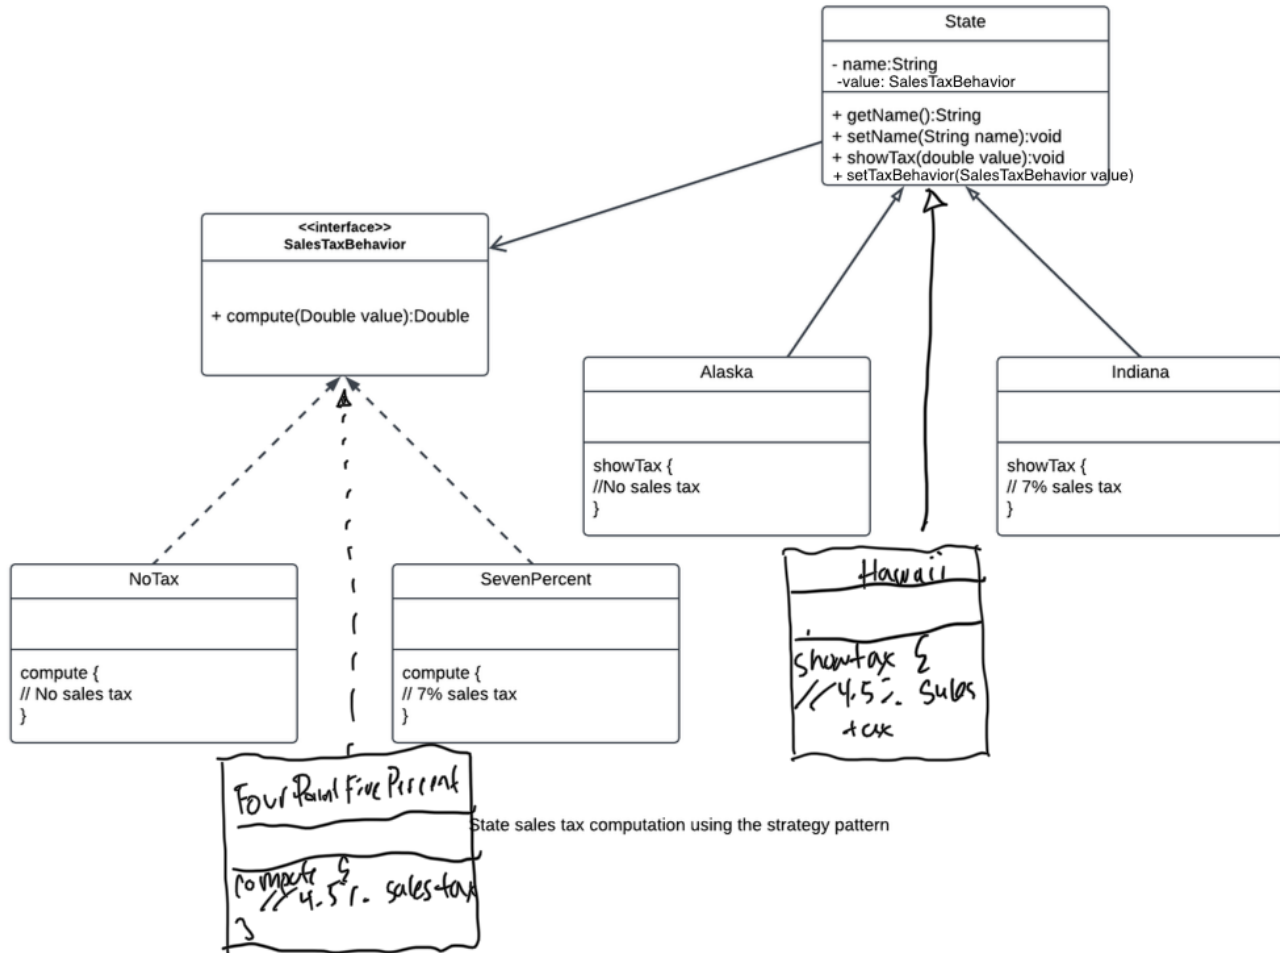 State
- name:String
-value: SalesTaxBehavior
+ getName():String
+ setName(String name):void
+ showTax(double value):void
+ setTaxBehavior(SalesTaxBehavior value)
<<interface>>
SalesTaxBehavior
+ compute(Double value):Double
Alaska
showTax {
//No sales tax
}
Indiana
showTax {
// 7% sales tax
}
NoTax
compute {
// No sales tax
}
SevenPercent
compute {
// 7% sales tax
}
Hawaii
showtax {
// 4.5%. Sales
tax
FourPointFivePercent
compute {
// 4.5%. sales tax
}
State sales tax computation using the strategy pattern